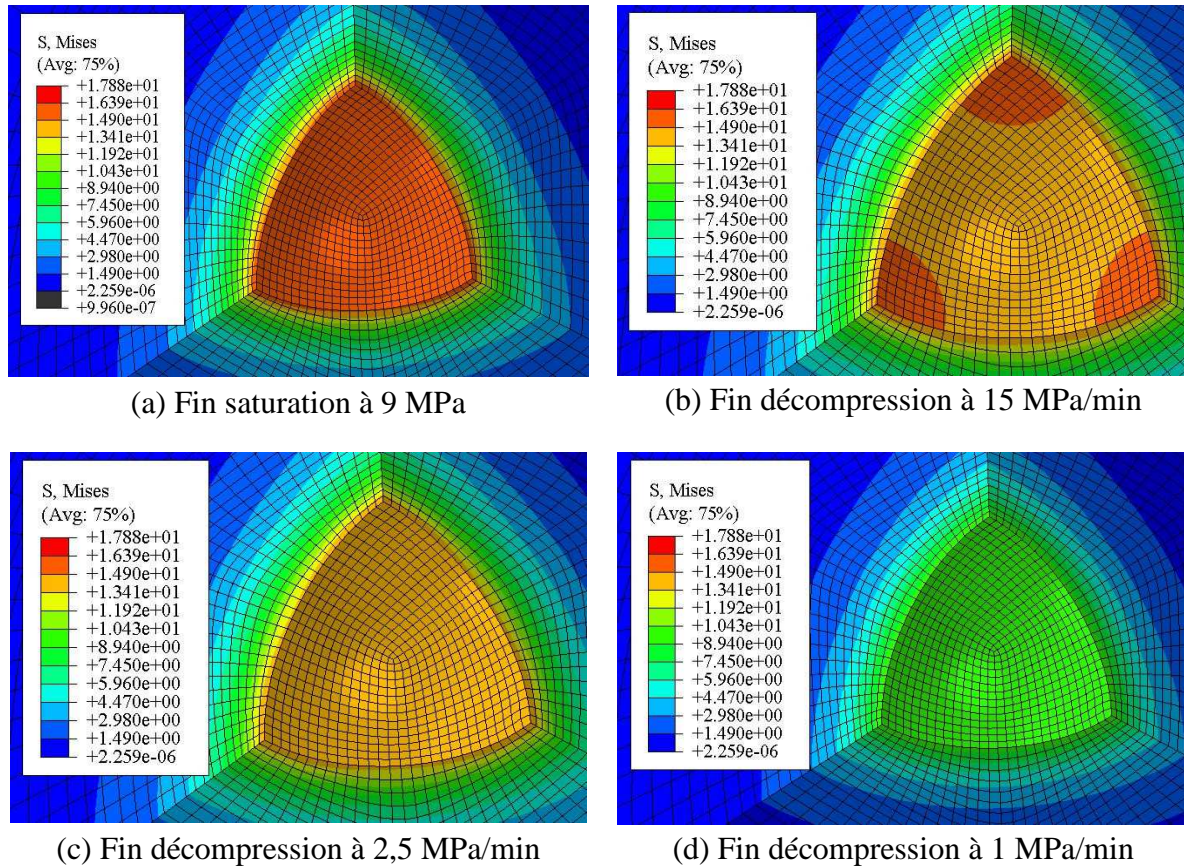 S, Mises
(Avg: 75%)
+1.788e+01
+1.639e+01
+1.490e+01
+1.341e+01
+1.192e+01
+1.043e+01
+8.940e+00
+7.450e+00
+5.960e+00
+4.470e+00
+2.980e+00
+1.490e+00
+2.259e-06
+9.960e-07
(a) Fin saturation à 9 MPa
S, Mises
(Avg: 75%)
+1.788e+01
+1.639e+01
+1.490e+01
+1.341e+01
+1.192e+01
+1.043e+01
+8.940e+00
+7.450e+00
+5.960e+00
+4.470e+00
+2.980e+00
+1.490e+00
+2.259e-06
(b) Fin décompression à 15 MPa/min
S, Mises
(Avg: 75%)
+1.788e+01
+1.639e+01
+1.490e+01
+1.341e+01
+1.192e+01
+1.043e+01
+8.940e+00
+7.450e+00
+5.960e+00
+4.470e+00
+2.980e+00
+1.490e+00
+2.259e-06
(c) Fin décompression à 2,5 MPa/min
S, Mises
(Avg: 75%)
+1.788e+01
+1.639e+01
+1.490e+01
+1.341e+01
+1.192e+01
+1.043e+01
+8.940e+00
+7.450e+00
+5.960e+00
+4.470e+00
+2.980e+00
+1.490e+00
+2.259e-06
(d) Fin décompression à 1 MPa/min